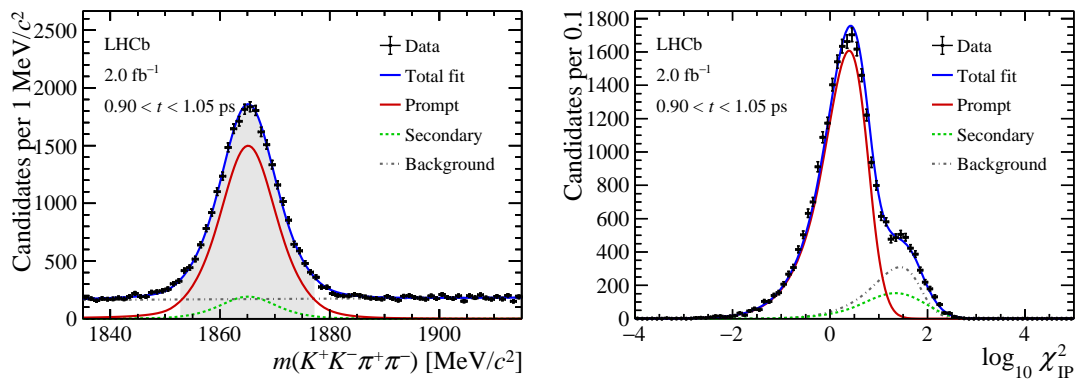 Candidates per 1 MeV/c²
2500
2000
1500
1000
500
0
LHCb
2.0 fb⁻¹
0.90 < t < 1.05 ps
Data
Total fit
Prompt
Secondary
Background
1840
1860
1880
1900
m(K⁺K⁻π⁺π⁻) [MeV/c²]
Candidates per 0.1
1800
1600
1400
1200
1000
800
600
400
200
0
LHCb
2.0 fb⁻¹
0.90 < t < 1.05 ps
Data
Total fit
Prompt
Secondary
Background
−4
−2
0
2
4
log₁₀ χ²_IP